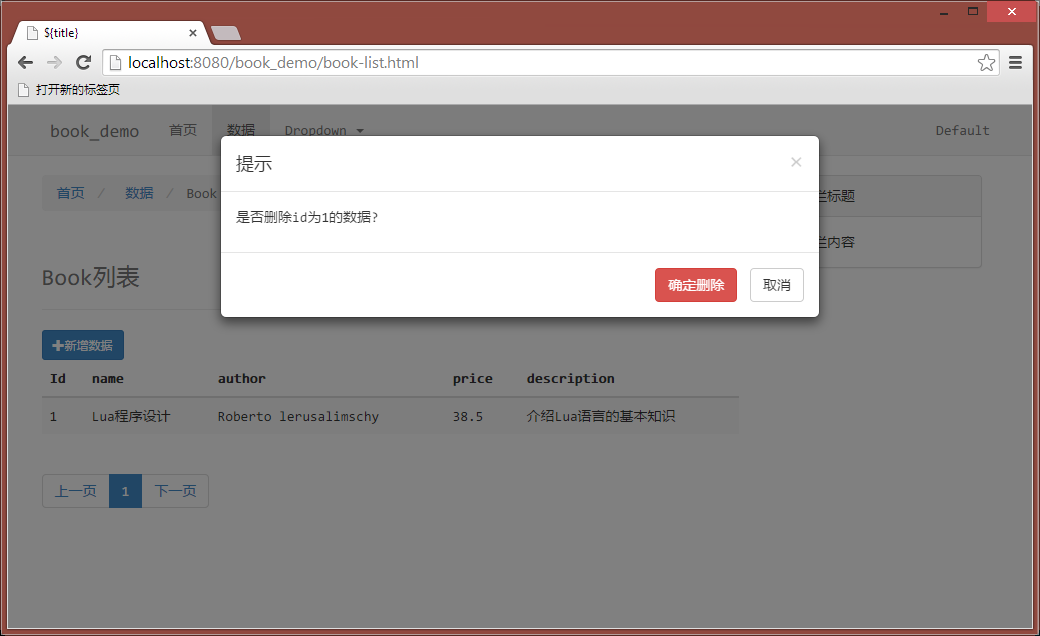 ${title}
localhost:8080/book_demo/book-list.html
打开新的标签页
book_demo 首页 数据 Dropdown Default
提示 ×
首页 / 数据 / Book
栏标题
是否删除id为1的数据?
栏内容
Book列表
确定删除 取消
新增数据
Id name author price description
1 Lua程序设计 Roberto lerusalimschy 38.5 介绍Lua语言的基本知识
上一页 1 下一页